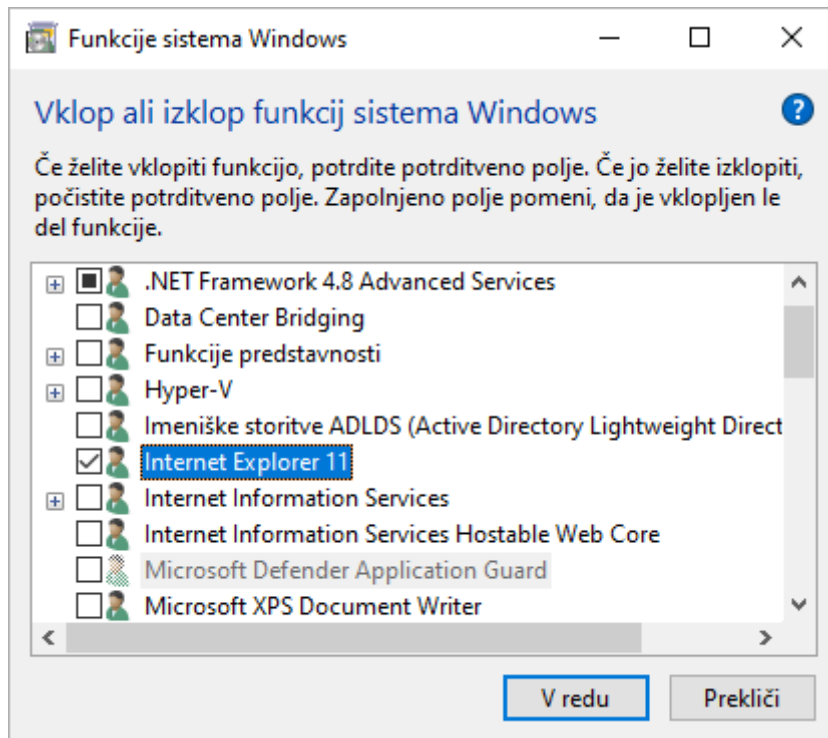 Funkcije sistema Windows
Vklop ali izklop funkcij sistema Windows
Če želite vklopiti funkcijo, potrdite potrditveno polje. Če jo želite izklopiti,
počistite potrditveno polje. Zapolnjeno polje pomeni, da je vklopljen le
del funkcije.
.NET Framework 4.8 Advanced Services
Data Center Bridging
Funkcije predstavnosti
Hyper-V
Imeniške storitve ADLDS (Active Directory Lightweight Direct
Internet Explorer 11
Internet Information Services
Internet Information Services Hostable Web Core
Microsoft Defender Application Guard
Microsoft XPS Document Writer
V redu
Prekliči